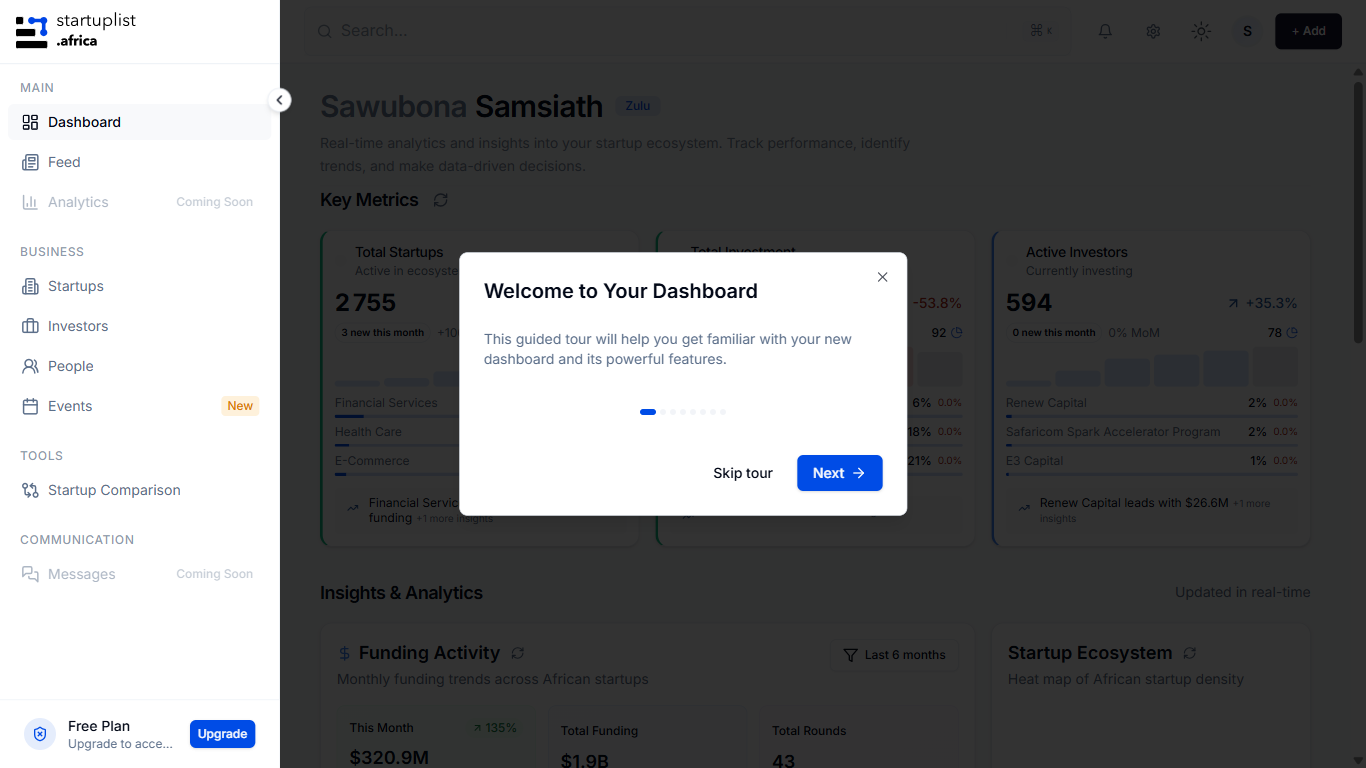 startuplist
.africa
MAIN
Dashboard
Feed
Analytics Coming Soon
BUSINESS
Startups
Investors
People
Events New
TOOLS
Startup Comparison
COMMUNICATION
Messages Coming Soon
Free Plan
Upgrade to acce...
Upgrade
Search...
⌘ K
S
+ Add
Sawubona Samsiath Zulu
Real-time analytics and insights into your startup ecosystem. Track performance, identify
trends, and make data-driven decisions.
Key Metrics
Total Startups
Active in ecosyste
2 755
3 new this month
Financial Services
Health Care
E-Commerce
Financial Servic
funding +1 more insights
Total Investment
-53.8%
92
6% 0.0%
18% 0.0%
21% 0.0%
Active Investors
Currently investing
594 +35.3%
0 new this month 0% MoM 78
Renew Capital 2% 0.0%
Safaricom Spark Accelerator Program 2% 0.0%
E3 Capital 1% 0.0%
Renew Capital leads with $26.6M +1 more
insights
Welcome to Your Dashboard
This guided tour will help you get familiar with your new
dashboard and its powerful features.
Skip tour
Next →
Insights & Analytics
Updated in real-time
$ Funding Activity
Last 6 months
Monthly funding trends across African startups
This Month 135%
$320.9M
Total Funding
$1.9B
Total Rounds
43
Startup Ecosystem
Heat map of African startup density